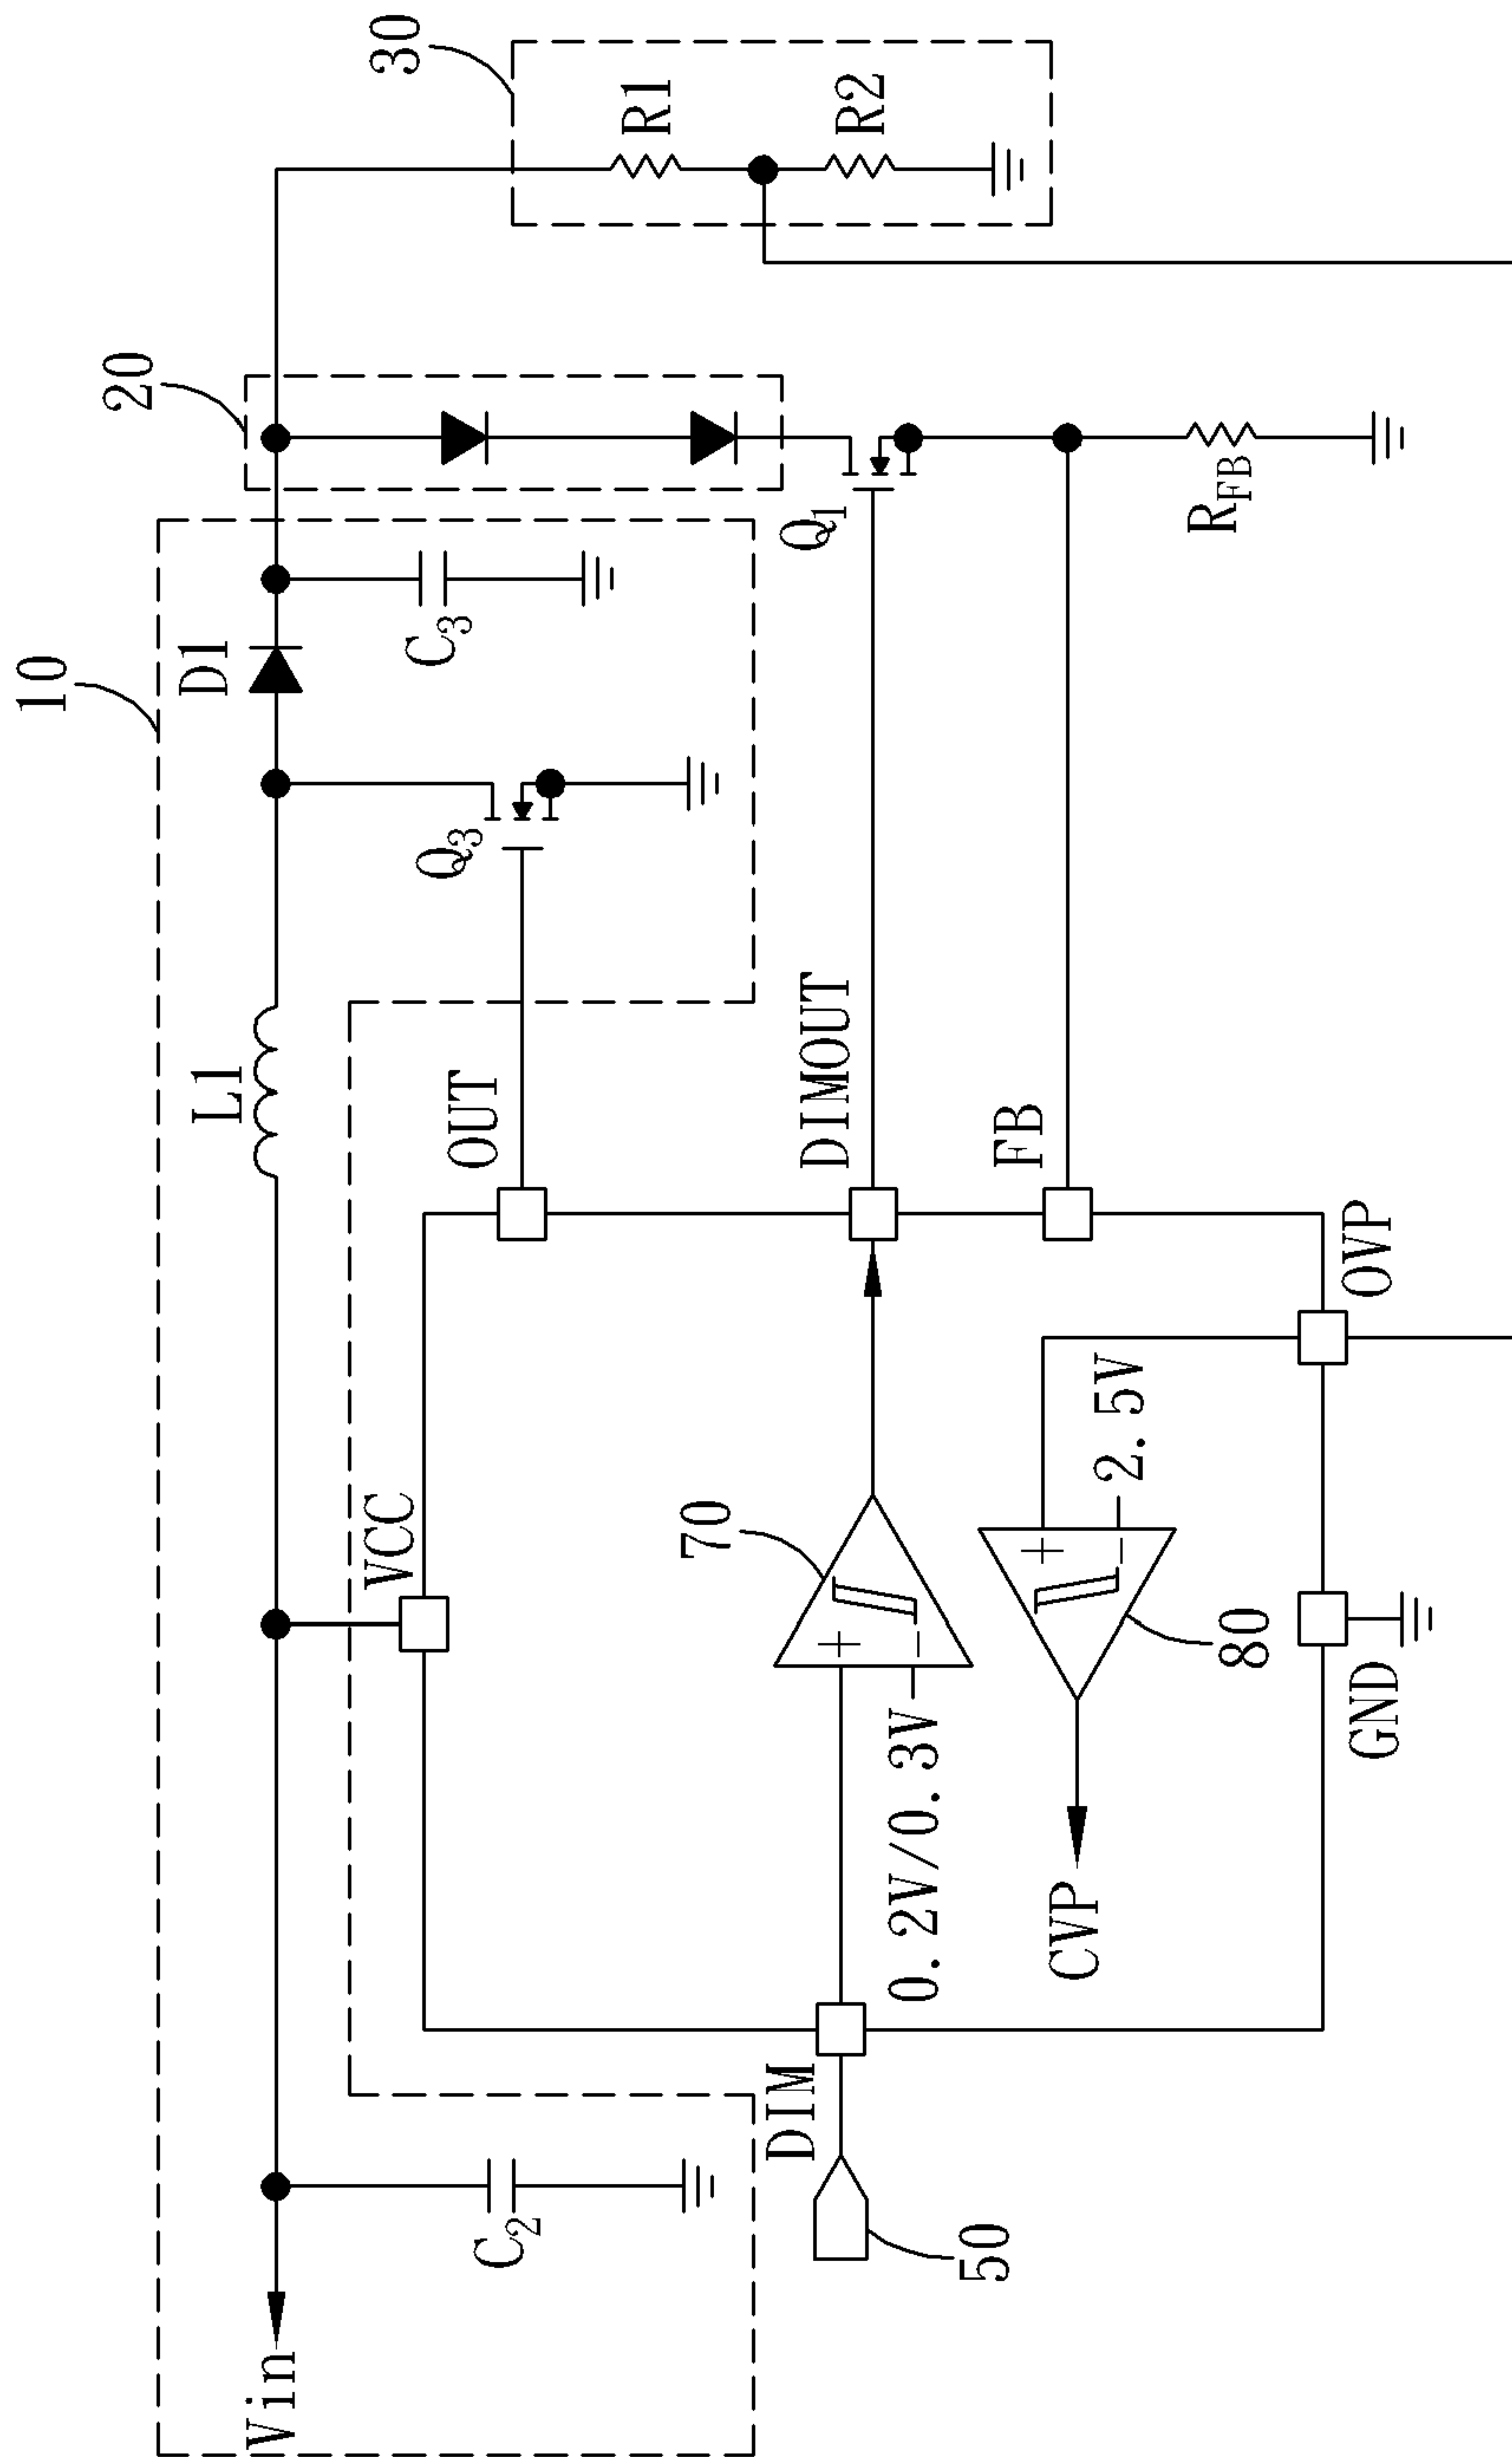 10
20
30
Vin
L1
D1
C2
C3
Q3
R1
R2
VCC
OUT
Q1
DIM
50
70
0.2V/0.3V
DIMOUT
FB
RFB
CVP
80
2.5V
GND
OVP